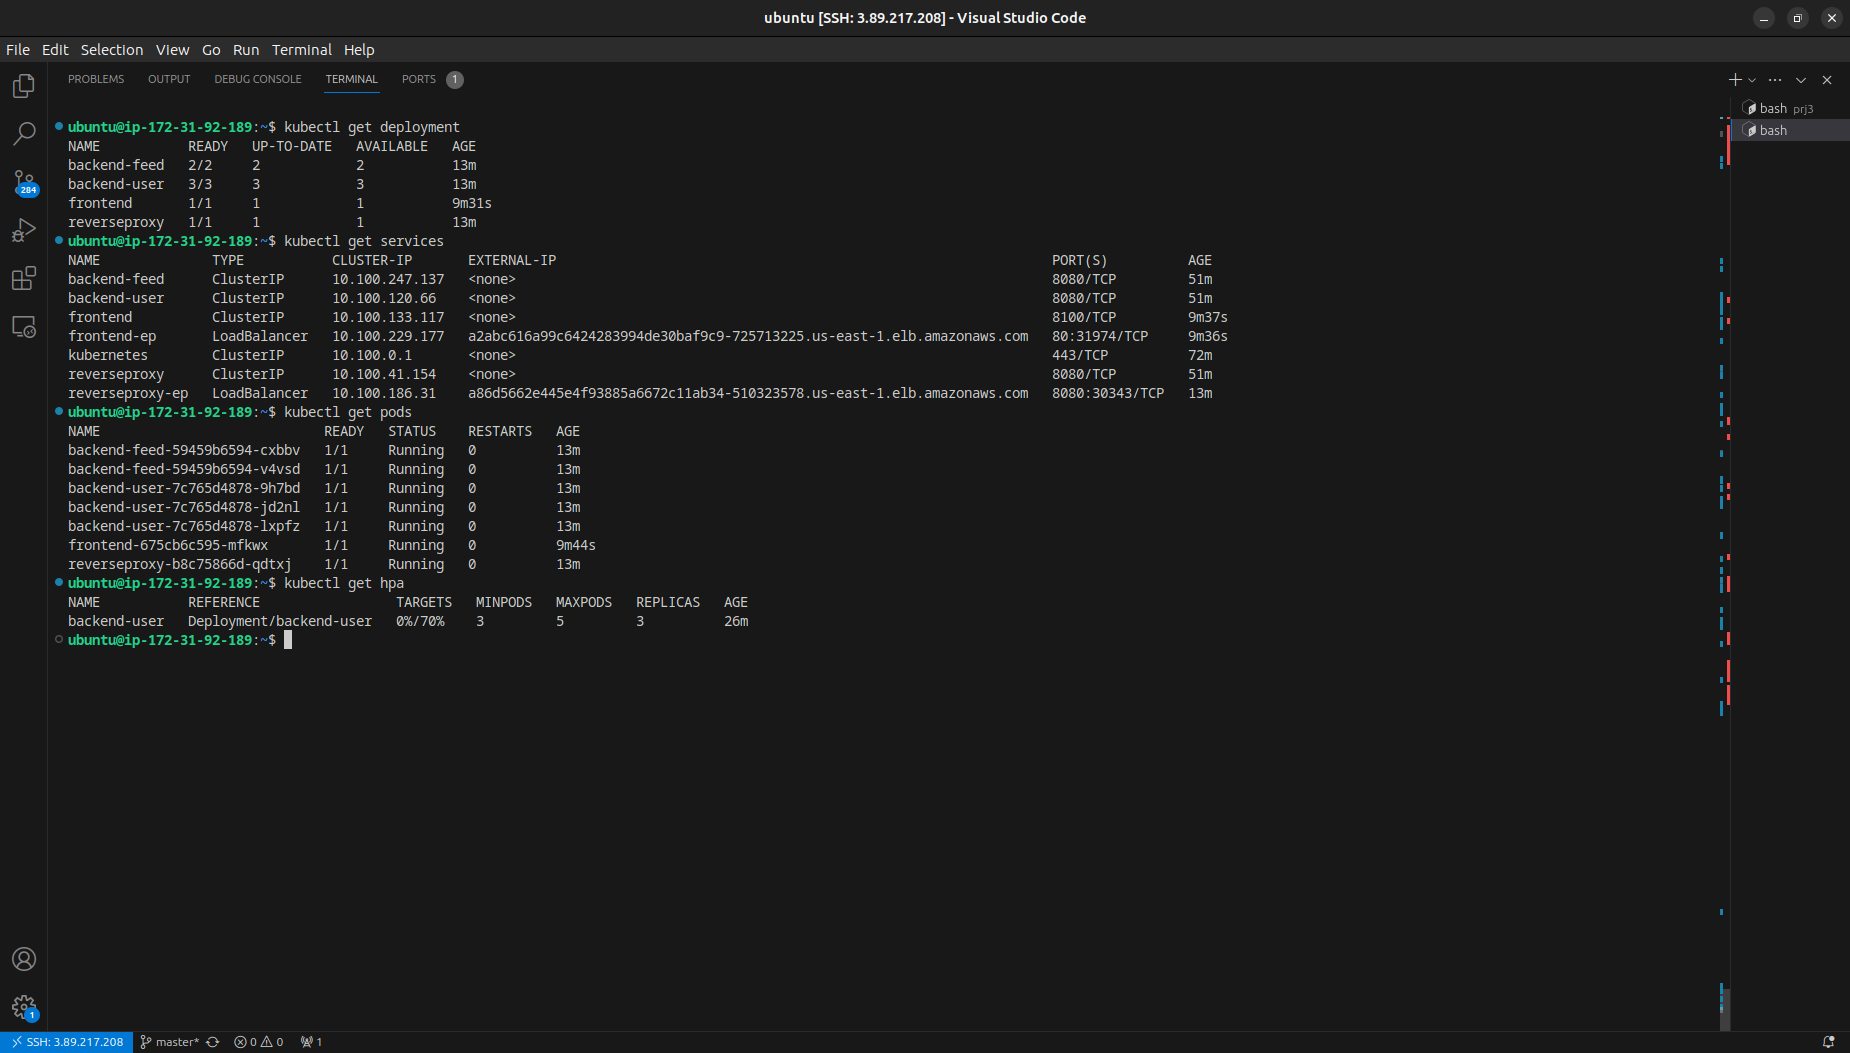 ubuntu [SSH: 3.89.217.208] - Visual Studio Code
File Edit Selection View Go Run Terminal Help
PROBLEMS OUTPUT DEBUG CONSOLE TERMINAL PORTS 1
bash prj3
bash
284
ubuntu@ip-172-31-92-189:~$ kubectl get deployment
NAME READY UP-TO-DATE AVAILABLE AGE
backend-feed 2/2 2 2 13m
backend-user 3/3 3 3 13m
frontend 1/1 1 1 9m31s
reverseproxy 1/1 1 1 13m
ubuntu@ip-172-31-92-189:~$ kubectl get services
NAME TYPE CLUSTER-IP EXTERNAL-IP PORT(S) AGE
backend-feed ClusterIP 10.100.247.137 <none> 8080/TCP 51m
backend-user ClusterIP 10.100.120.66 <none> 8080/TCP 51m
frontend ClusterIP 10.100.133.117 <none> 8100/TCP 9m37s
frontend-ep LoadBalancer 10.100.229.177 a2abc616a99c6424283994de30baf9c9-725713225.us-east-1.elb.amazonaws.com 80:31974/TCP 9m36s
kubernetes ClusterIP 10.100.0.1 <none> 443/TCP 72m
reverseproxy ClusterIP 10.100.41.154 <none> 8080/TCP 51m
reverseproxy-ep LoadBalancer 10.100.186.31 a86d5662e445e4f93885a6672c11ab34-510323578.us-east-1.elb.amazonaws.com 8080:30343/TCP 13m
ubuntu@ip-172-31-92-189:~$ kubectl get pods
NAME READY STATUS RESTARTS AGE
backend-feed-59459b6594-cxbbv 1/1 Running 0 13m
backend-feed-59459b6594-v4vsd 1/1 Running 0 13m
backend-user-7c765d4878-9h7bd 1/1 Running 0 13m
backend-user-7c765d4878-jd2nl 1/1 Running 0 13m
backend-user-7c765d4878-lxpfz 1/1 Running 0 13m
frontend-675cb6c595-mfkwx 1/1 Running 0 9m44s
reverseproxy-b8c75866d-qdtxj 1/1 Running 0 13m
ubuntu@ip-172-31-92-189:~$ kubectl get hpa
NAME REFERENCE TARGETS MINPODS MAXPODS REPLICAS AGE
backend-user Deployment/backend-user 0%/70% 3 5 3 26m
ubuntu@ip-172-31-92-189:~$
1
SSH: 3.89.217.208 master* 0 0 1